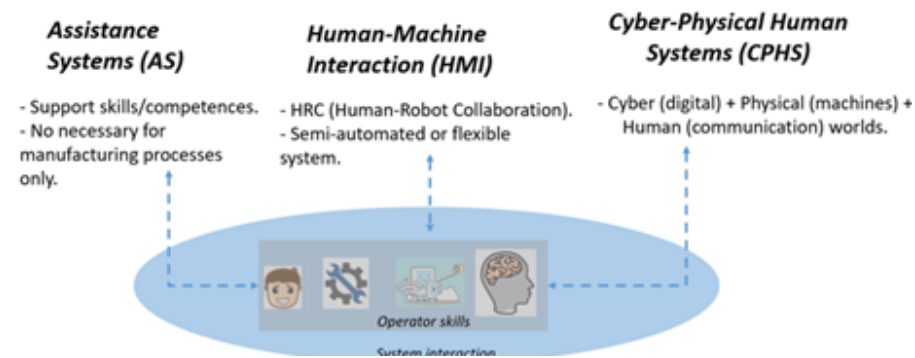 Assistance
Systems (AS)
- Support skills/competences.
- No necessary for
manufacturing processes
only.
Human-Machine
Interaction (HMI)
- HRC (Human-Robot Collaboration).
- Semi-automated or flexible
system.
Cyber-Physical Human
Systems (CPHS)
- Cyber (digital) + Physical (machines) +
Human (communication) worlds.
Operator skills
System interaction